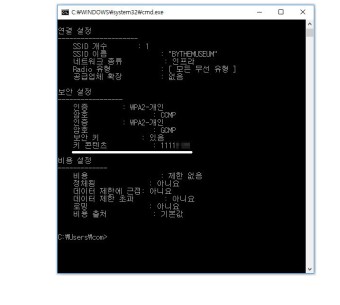 C:₩WINDOWS₩system32₩cmd.exe
연결 설정
SSID 개수 : 1
SSID 이름 : "BYTHEMUSEUM"
네트워크 종류 : 인프라
Radio 유형 : [ 모든 무선 유형 ]
공급업체 확장 : 없음
보안 설정
인증 : WPA2-개인
암호 : CCMP
인증 : WPA2-개인
암호 : GCMP
보안 키 : 있음
키 콘텐츠 : 1111
비용 설정
비용 : 제한 없음
정체됨 : 아니요
데이터 제한에 근접: 아니요
데이터 제한 초과 : 아니요
로밍 : 아니요
비용 출처 : 기본값
C:₩Users₩com>